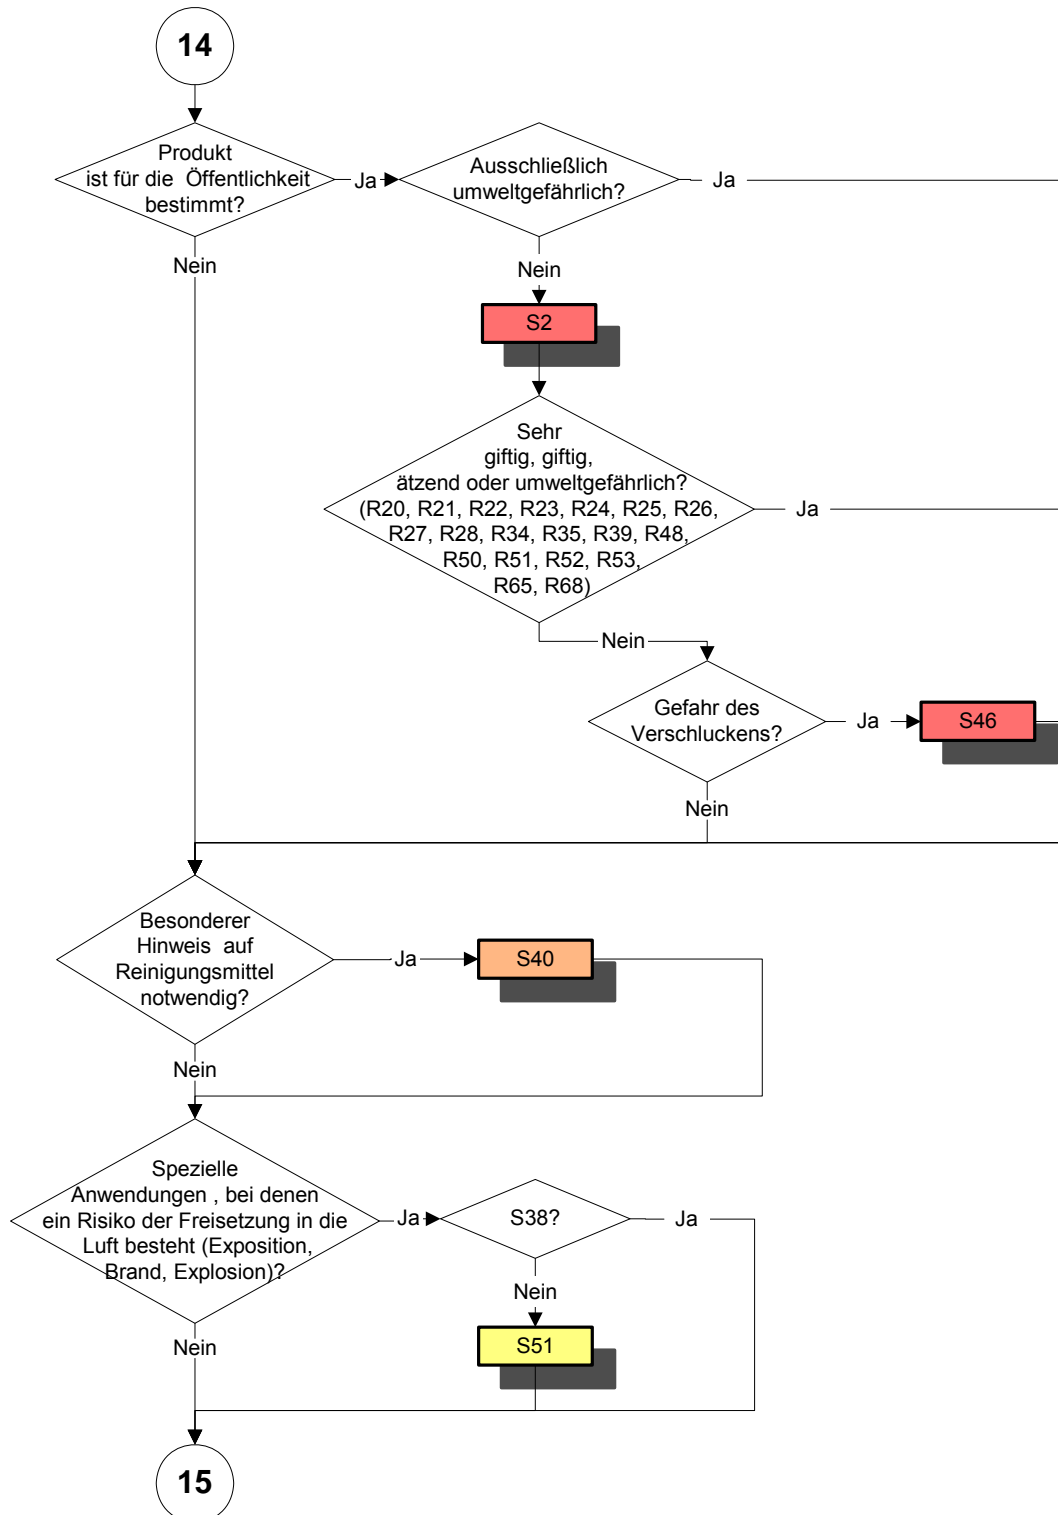 14
Produkt
ist für die Öffentlichkeit
bestimmt?
Ja
Ausschließlich
umweltgefährlich?
Ja
Nein
Nein
S2
Sehr
giftig, giftig,
ätzend oder umweltgefährlich?
(R20, R21, R22, R23, R24, R25, R26,
R27, R28, R34, R35, R39, R48,
R50, R51, R52, R53,
R65, R68)
Ja
Nein
Gefahr des
Verschluckens?
Ja
S46
Nein
Besonderer
Hinweis auf
Reinigungsmittel
notwendig?
Ja
S40
Nein
Spezielle
Anwendungen , bei denen
ein Risiko der Freisetzung in die
Luft besteht (Exposition,
Brand, Explosion)?
Ja
S38?
Ja
Nein
S51
Nein
15